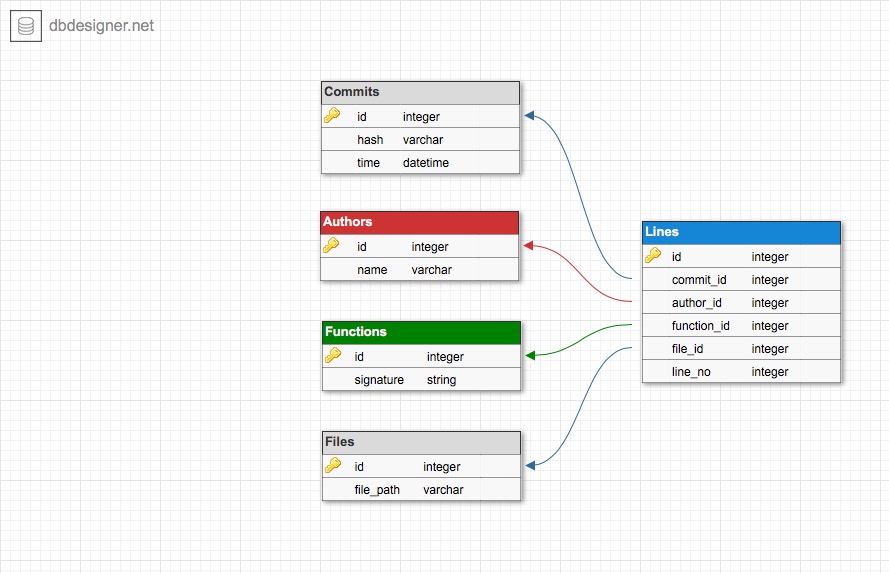 dbdesigner.net
Commits
id integer
hash varchar
time datetime
Authors
id integer
name varchar
Functions
id integer
signature string
Files
id integer
file_path varchar
Lines
id integer
commit_id integer
author_id integer
function_id integer
file_id integer
line_no integer